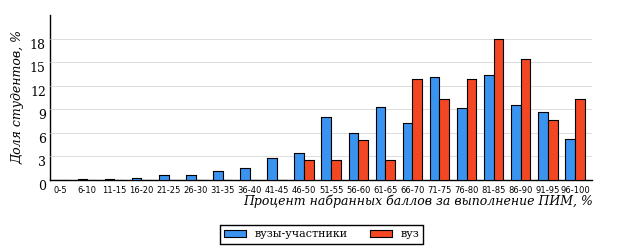 Доля студентов, %
18
15
12
9
6
3
0
0-5 6-10 11-15 16-20 21-25 26-30 31-35 36-40 41-45 46-50 51-55 56-60 61-65 66-70 71-75 76-80 81-85 86-90 91-95 96-100
Процент набранных баллов за выполнение ПИМ, %
вузы-участники вуз